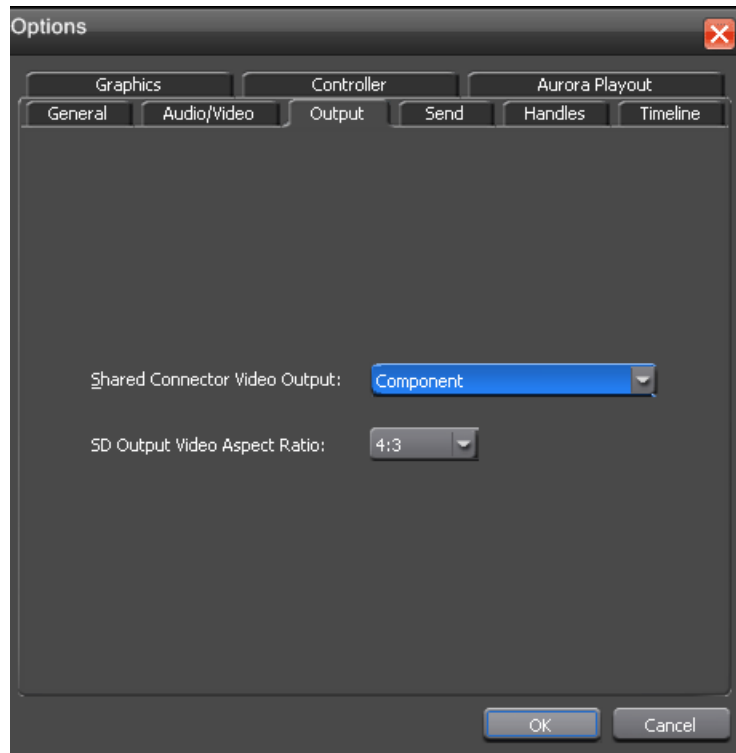 Options
Graphics Controller Aurora Playout
General Audio/Video Output Send Handles Timeline
Shared Connector Video Output: Component
SD Output Video Aspect Ratio: 4:3
OK Cancel